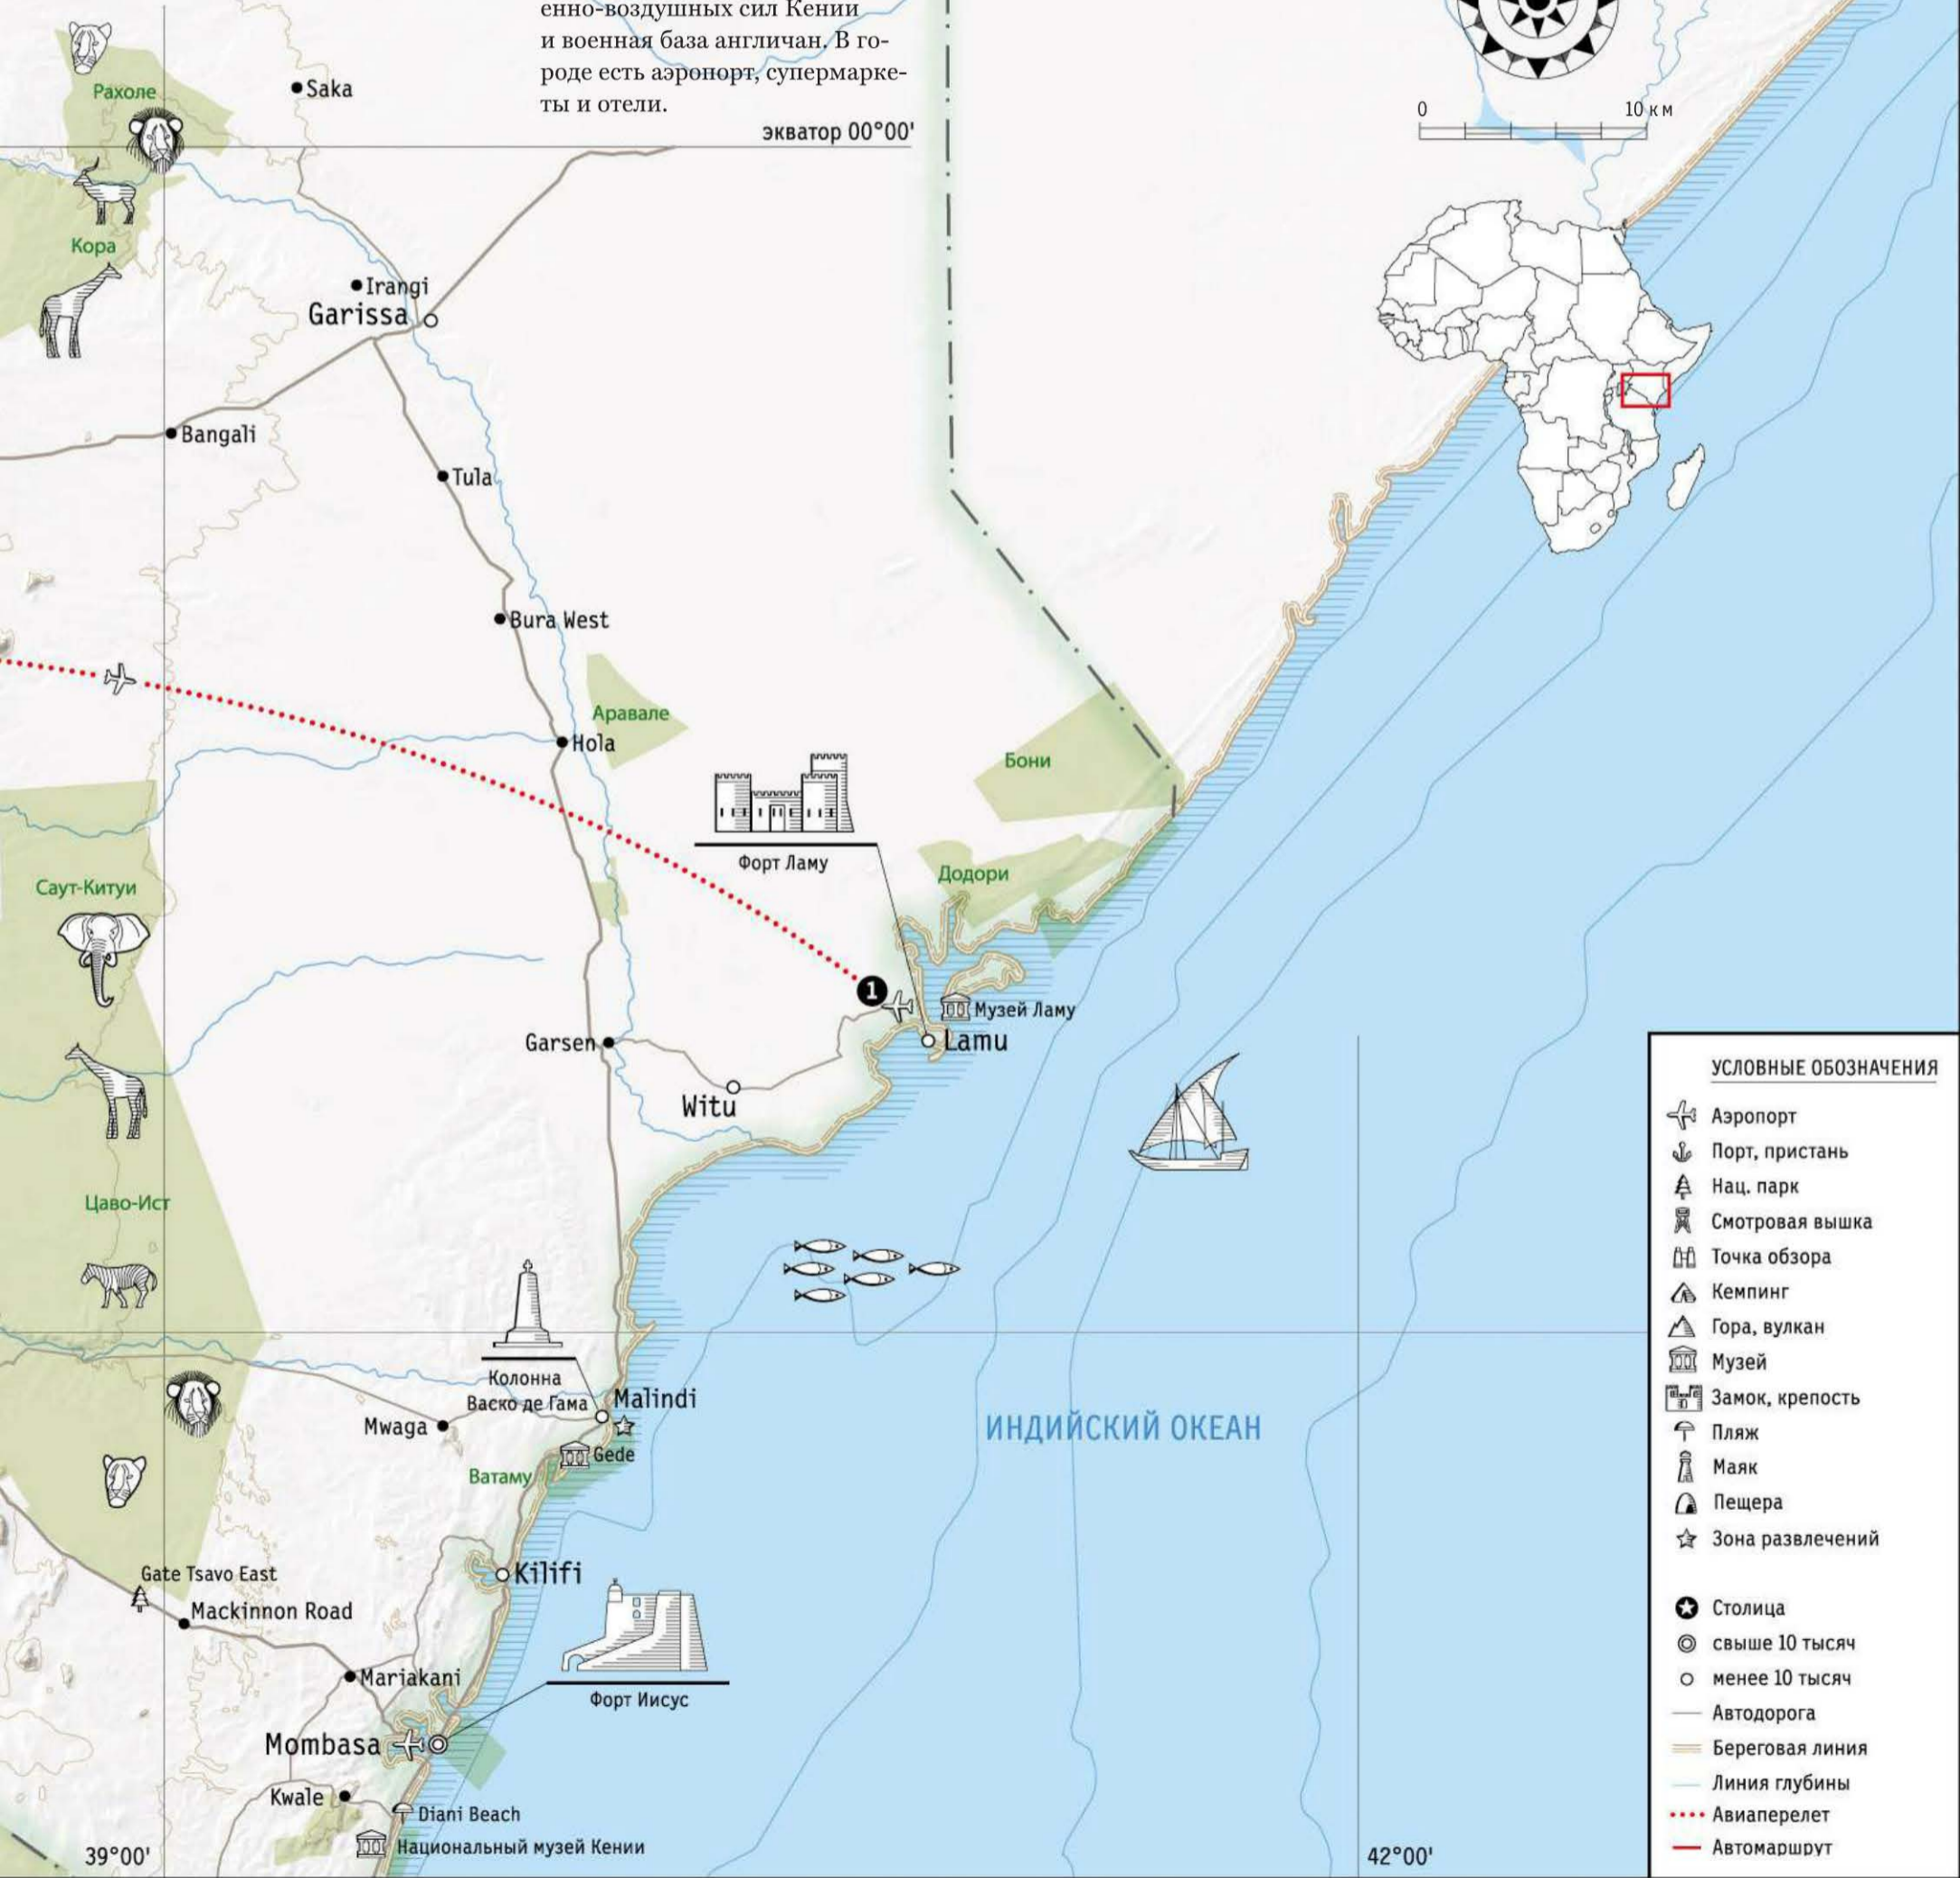 енно-воздушных сил Кении
и военная база англичан. В го-
роде есть аэропорт, супермарке-
ты и отели.
экватор 00°00'
0
10 км
Рахоле
Saka
Кора
Irangi
Garissa
Bangali
Tula
Bura West
Аравале
Hola
Бони
Форт Ламу
Додори
Саут-Китуи
1
Музей Ламу
Lamu
Garsen
Witu
Цаво-Ист
Колонна
Васко де Гама
Malindi
Mwaga
Gede
Ватаму
ИНДИЙСКИЙ ОКЕАН
Gate Tsavo East
Kilifi
Mackinnon Road
Mariakani
Форт Иисус
Mombasa
Kwale
Diani Beach
Национальный музей Кении
39°00'
42°00'
УСЛОВНЫЕ ОБОЗНАЧЕНИЯ
Аэропорт
Порт, пристань
Нац. парк
Смотровая вышка
Точка обзора
Кемпинг
Гора, вулкан
Музей
Замок, крепость
Пляж
Маяк
Пещера
Зона развлечений
Столица
свыше 10 тысяч
менее 10 тысяч
Автодорога
Береговая линия
Линия глубины
Авиаперелет
Автомаршрут